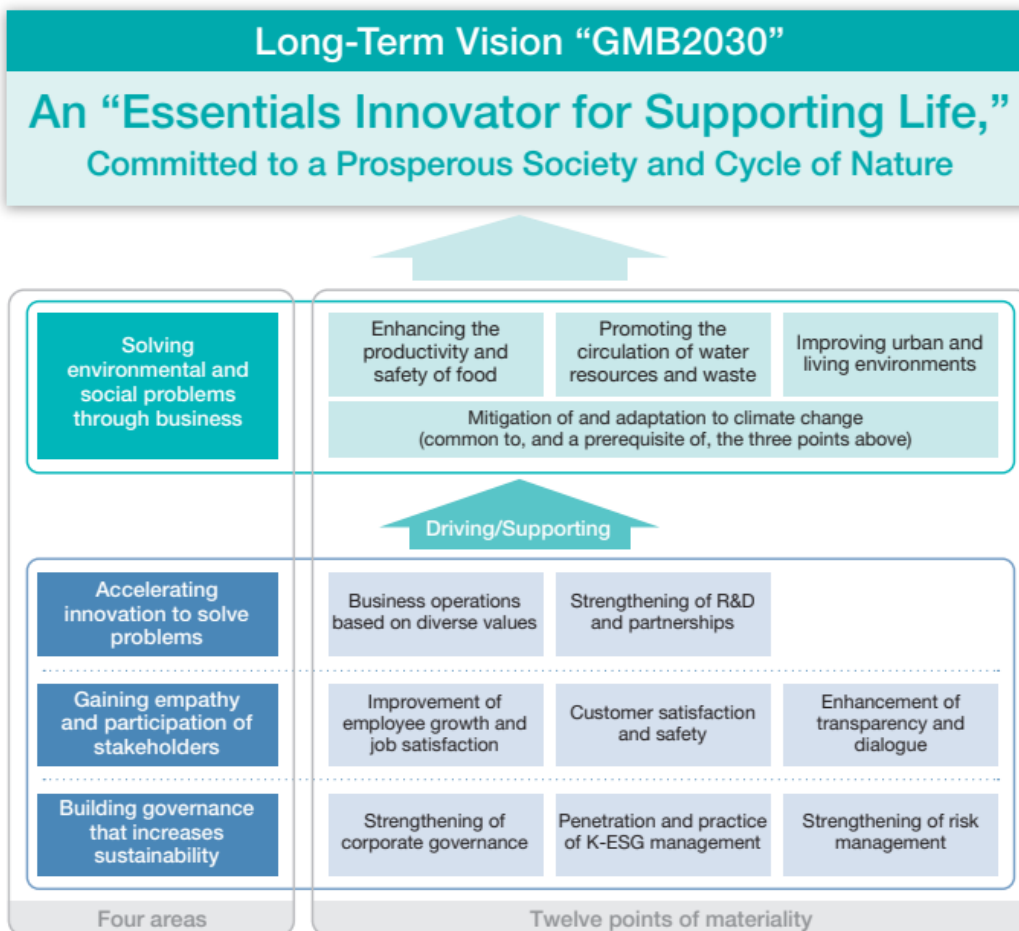 Long-Term Vision “GMB2030”
An “Essentials Innovator for Supporting Life,”
Committed to a Prosperous Society and Cycle of Nature
Solving
environmental and
social problems
through business
Enhancing the
productivity and
safety of food
Promoting the
circulation of water
resources and waste
Improving urban and
living environments
Mitigation of and adaptation to climate change
(common to, and a prerequisite of, the three points above)
Driving/Supporting
Accelerating
innovation to solve
problems
Business operations
based on diverse values
Strengthening of R&D
and partnerships
Gaining empathy
and participation of
stakeholders
Improvement of
employee growth and
job satisfaction
Customer satisfaction
and safety
Enhancement of
transparency and
dialogue
Building governance
that increases
sustainability
Strengthening of
corporate governance
Penetration and practice
of K-ESG management
Strengthening of risk
management
Four areas
Twelve points of materiality